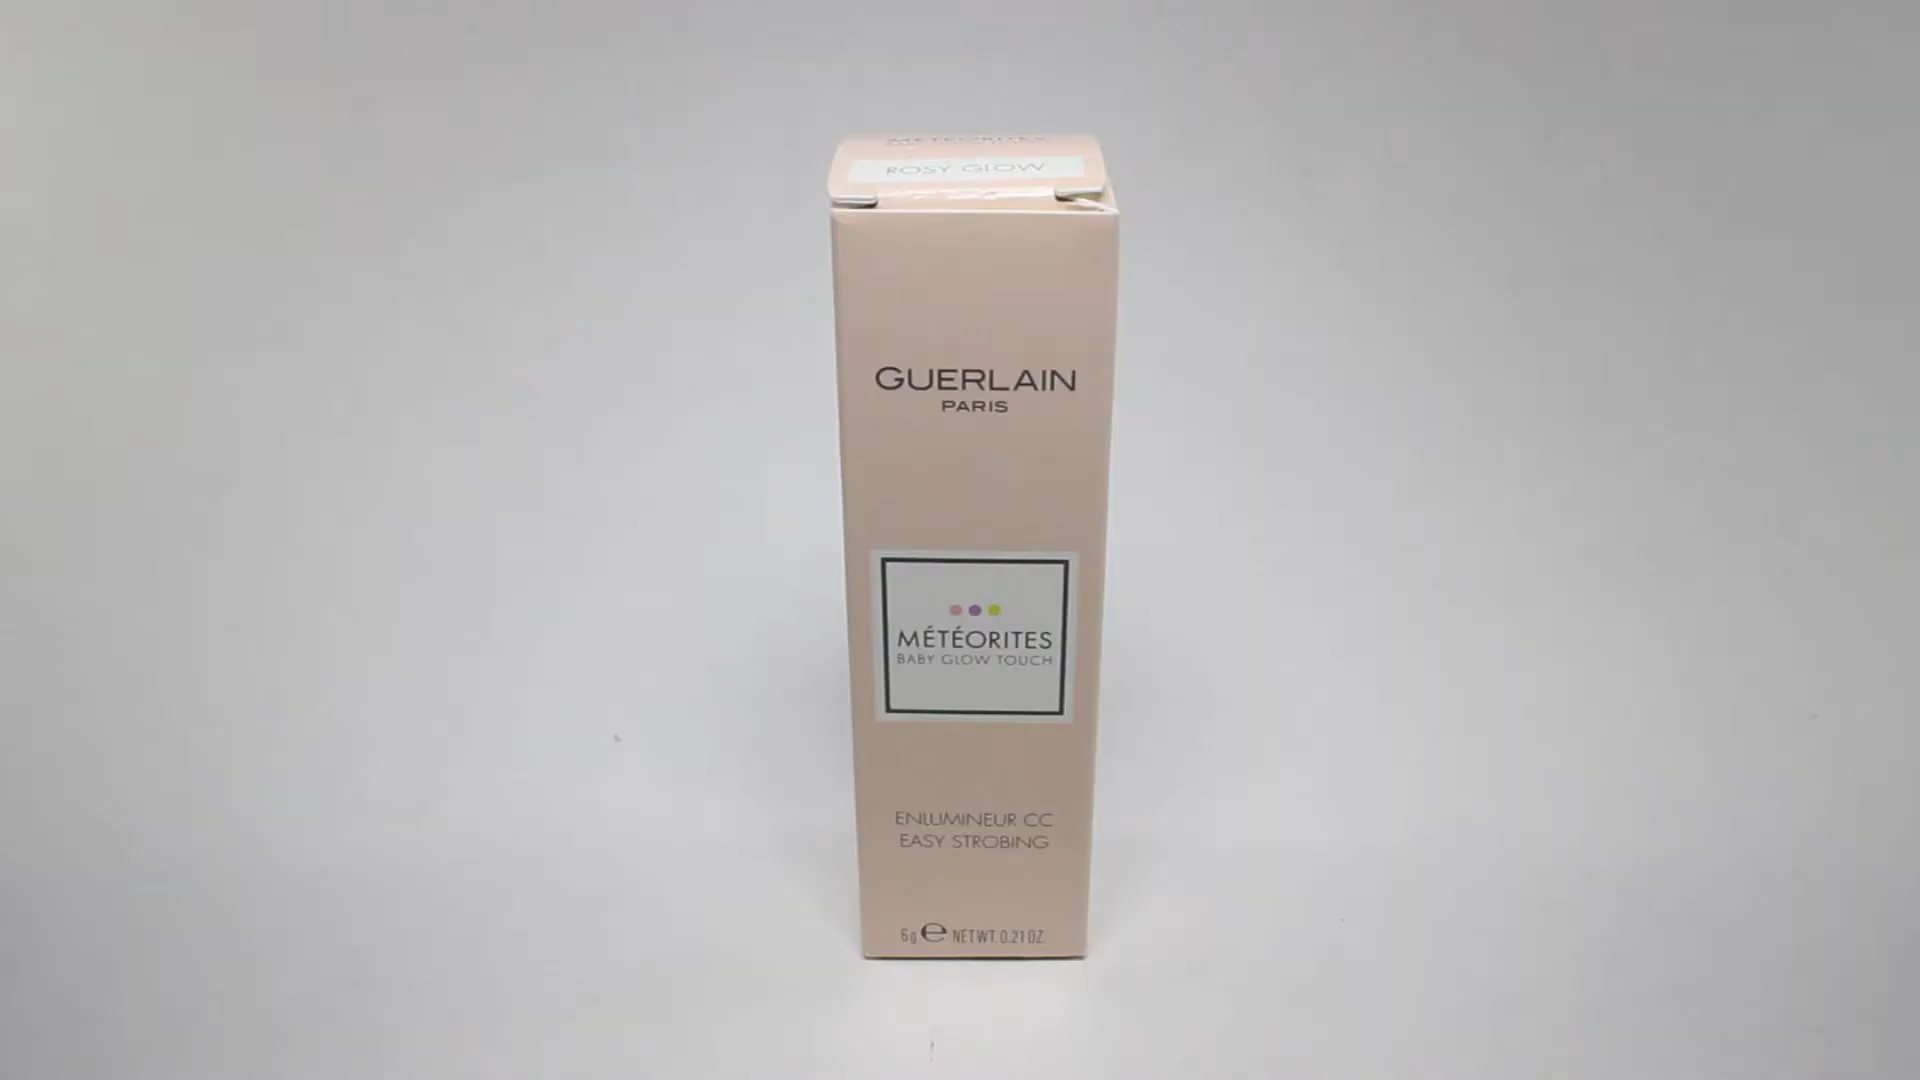 MÉTÉORITES
ROSY GLOW
GUERLAIN
PARIS
MÉTÉORITES
BABY GLOW TOUCH
ENLUMINEUR CC
EASY STROBING
6g e NET WT. 0.21 OZ.